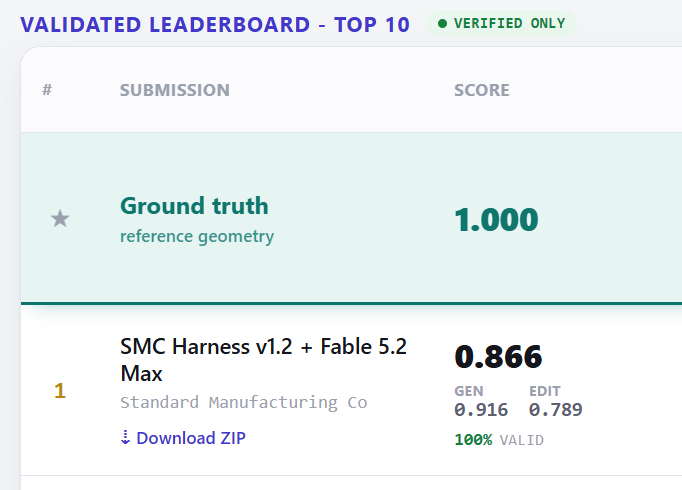 VALIDATED LEADERBOARD - TOP 10
● VERIFIED ONLY
# SUBMISSION SCORE
★ Ground truth 1.000
reference geometry
1 SMC Harness v1.2 + Fable 5.2 Max 0.866
Standard Manufacturing Co
GEN EDIT
0.916 0.789
⇣ Download ZIP
100% VALID